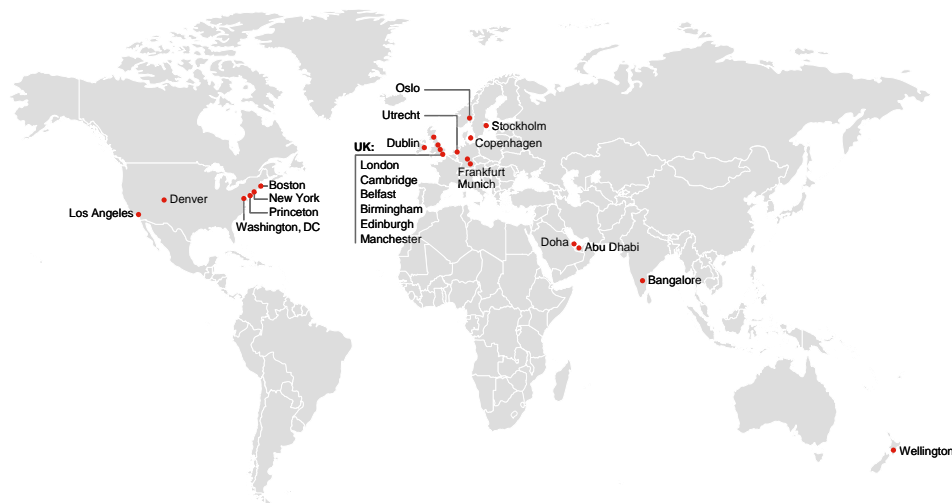 Oslo
Utrecht
Stockholm
UK:
Dublin
Copenhagen
London
Cambridge
Belfast
Birmingham
Edinburgh
Manchester
Frankfurt
Munich
Boston
New York
Princeton
Washington, DC
Denver
Los Angeles
Doha
Abu Dhabi
Bangalore
Wellington